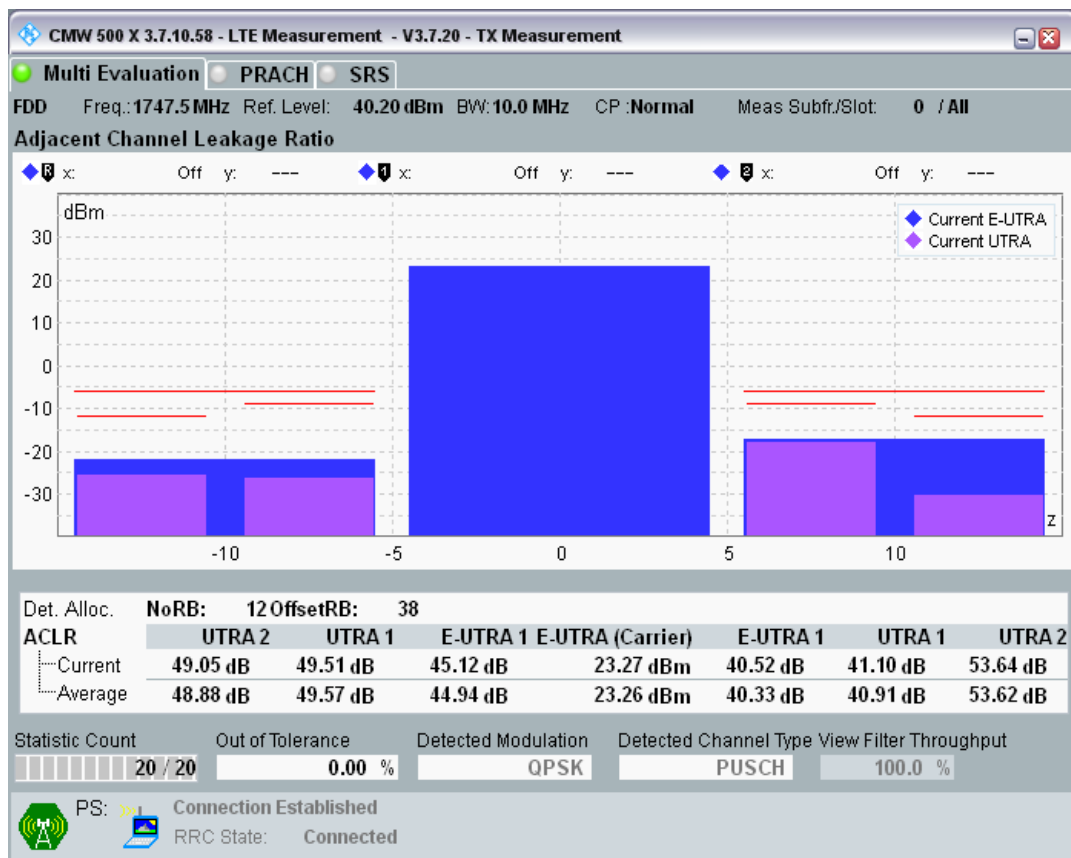 CMW 500 X 3.7.10.58 - LTE Measurement - V3.7.20 - TX Measurement
Multi Evaluation PRACH SRS
FDD Freq.:1747.5 MHz Ref. Level: 40.20 dBm BW:10.0 MHz CP :Normal Meas Subfr./Slot: 0 / All
Adjacent Channel Leakage Ratio
R x: Off y: --- 1 x: Off y: --- 2 x: Off y: ---
dBm
Current E-UTRA
Current UTRA
30
20
10
0
-10
-20
-30
z
-10 -5 0 5 10
Det. Alloc. NoRB: 12 OffsetRB: 38
ACLR UTRA 2 UTRA 1 E-UTRA 1 E-UTRA (Carrier) E-UTRA 1 UTRA 1 UTRA 2
Current 49.05 dB 49.51 dB 45.12 dB 23.27 dBm 40.52 dB 41.10 dB 53.64 dB
Average 48.88 dB 49.57 dB 44.94 dB 23.26 dBm 40.33 dB 40.91 dB 53.62 dB
Statistic Count Out of Tolerance Detected Modulation Detected Channel Type View Filter Throughput
20 / 20 0.00 % QPSK PUSCH 100.0 %
PS: Connection Established
RRC State: Connected